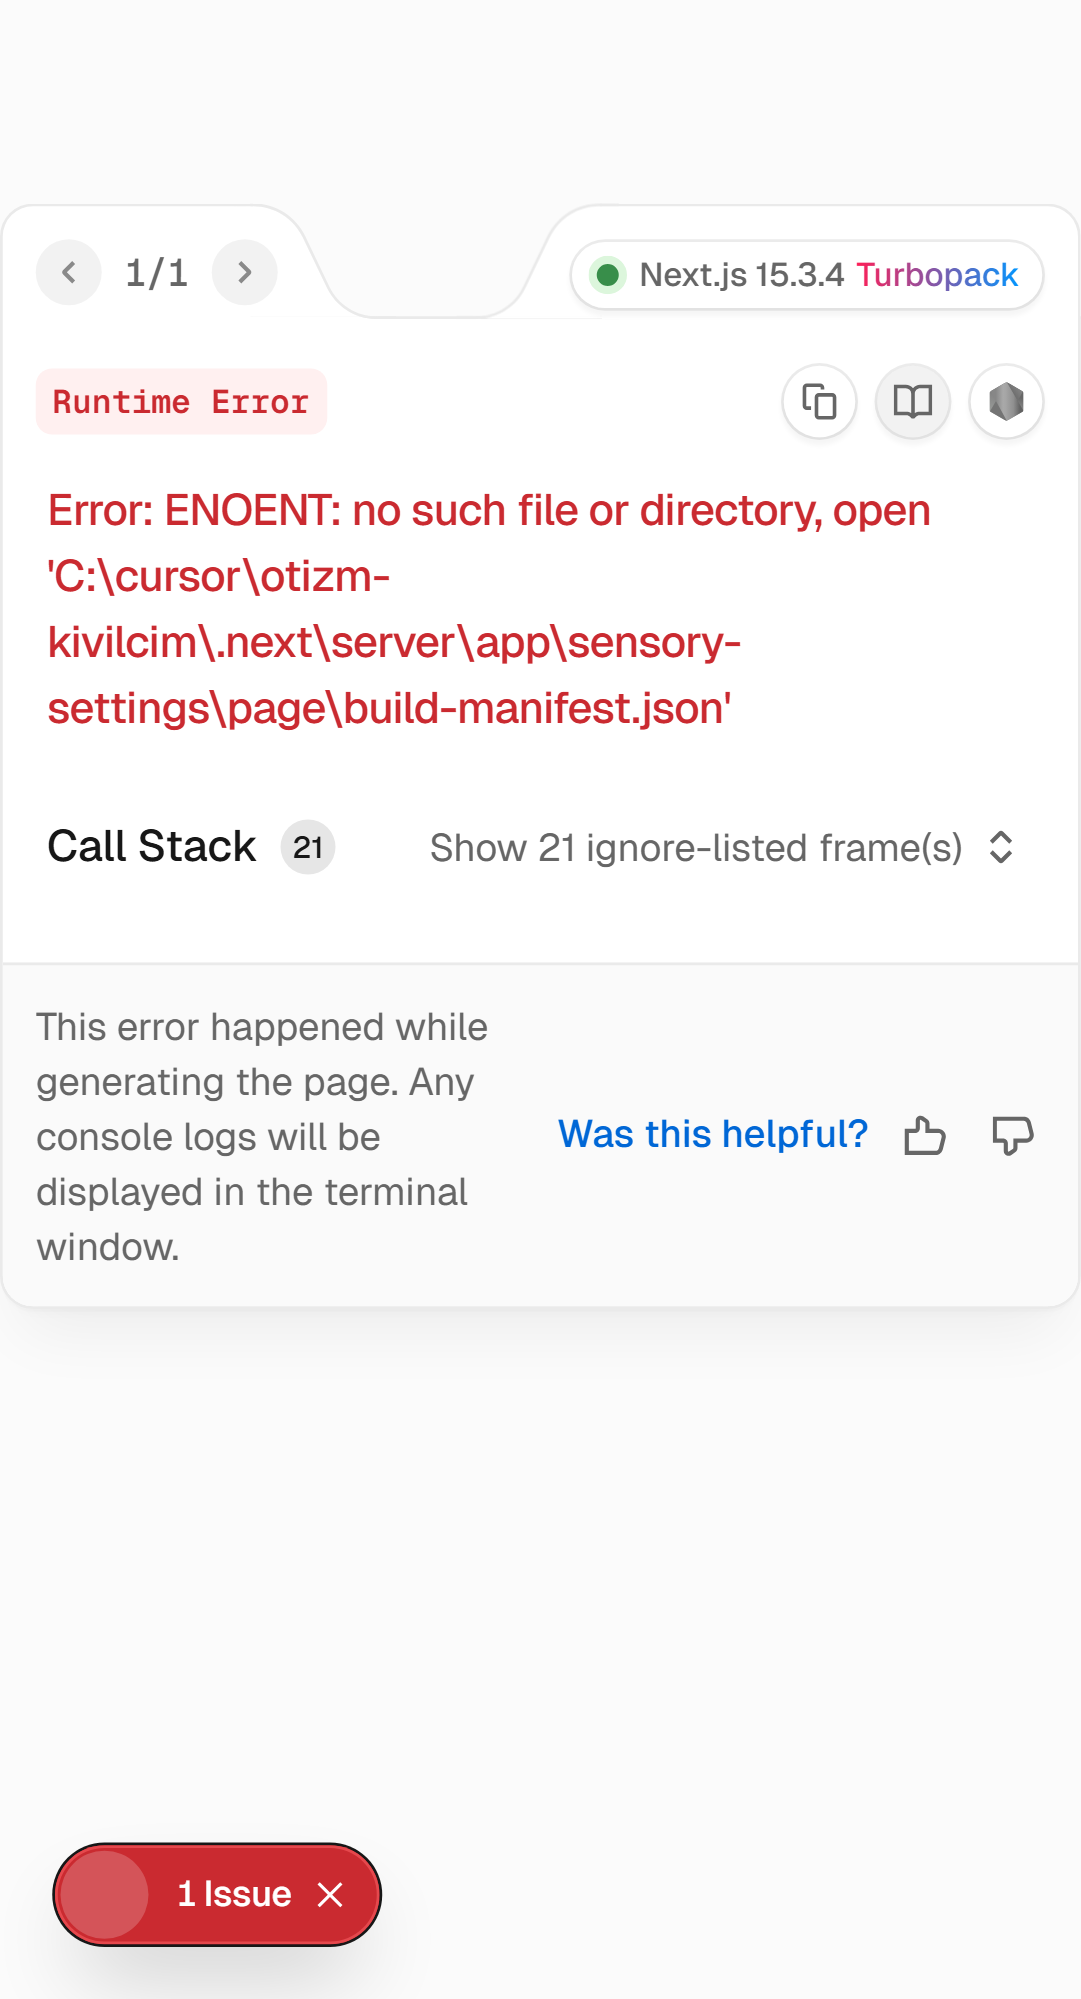 1/1
Next.js 15.3.4 Turbopack
Runtime Error
Error: ENOENT: no such file or directory, open
'C:\cursor\otizm-
kivilcim\.next\server\app\sensory-
settings\page\build-manifest.json'
Call Stack 21
Show 21 ignore-listed frame(s)
This error happened while
generating the page. Any
console logs will be
displayed in the terminal
window.
Was this helpful?
1 Issue